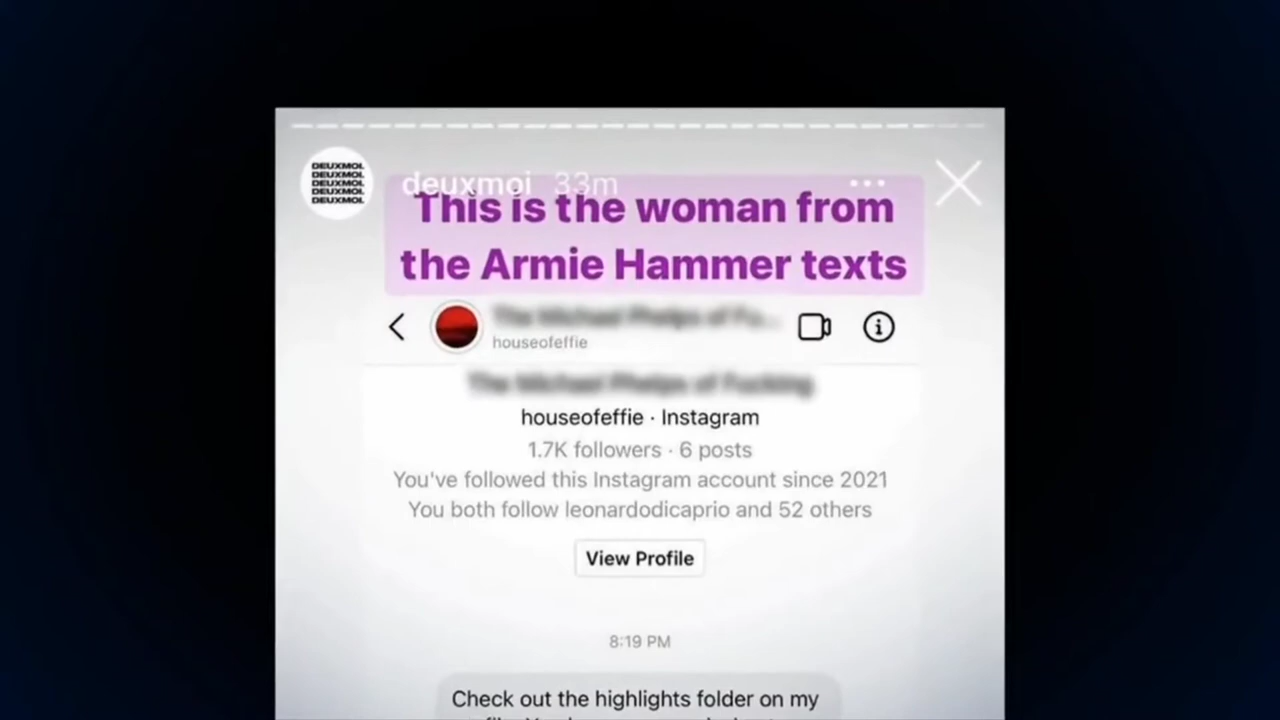 DEUXMOI.
DEUXMOI.
DEUXMOI.
DEUXMOI.
DEUXMOI.
deuxmoi 33m
This is the woman from
the Armie Hammer texts
houseofeffie
houseofeffie · Instagram
1.7K followers · 6 posts
You've followed this Instagram account since 2021
You both follow leonardodicaprio and 52 others
View Profile
8:19 PM
Check out the highlights folder on my